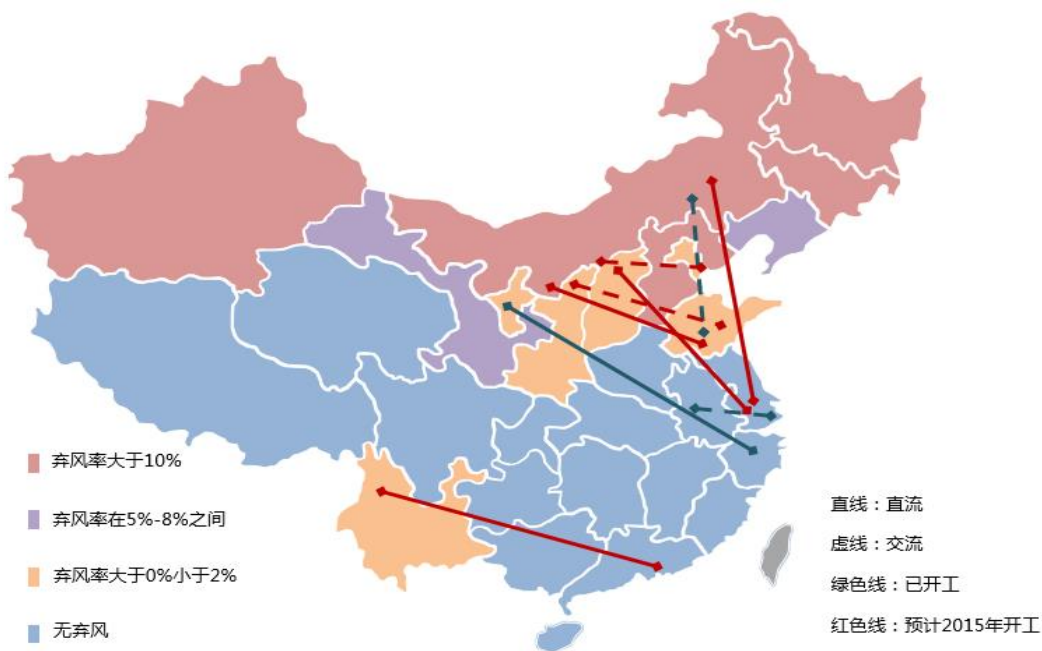 弃风率大于10%
弃风率在5%-8%之间
弃风率大于0%小于2%
无弃风
直线：直流
虚线：交流
绿色线：已开工
红色线：预计2015年开工